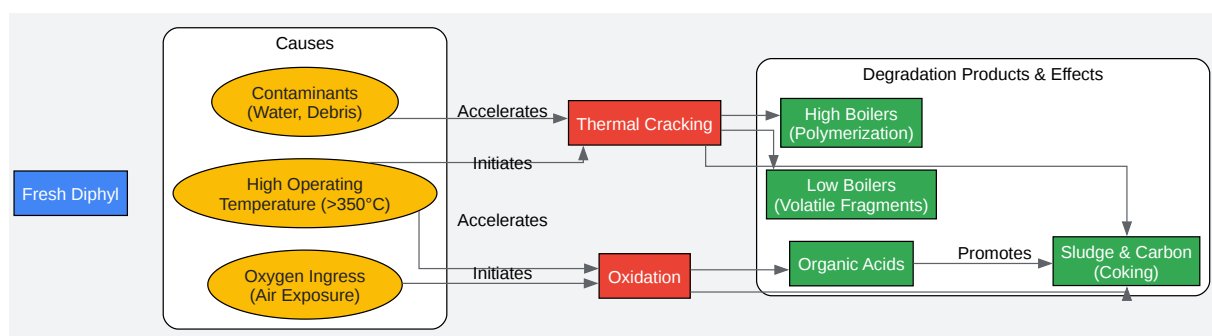 Causes
Contaminants
(Water, Debris)
High Operating
Temperature (>350°C)
Oxygen Ingress
(Air Exposure)
Fresh Diphyl
Accelerates
Initiates
Accelerates
Initiates
Thermal Cracking
Oxidation
Degradation Products & Effects
High Boilers
(Polymerization)
Low Boilers
(Volatile Fragments)
Organic Acids
Promotes
Sludge & Carbon
(Coking)